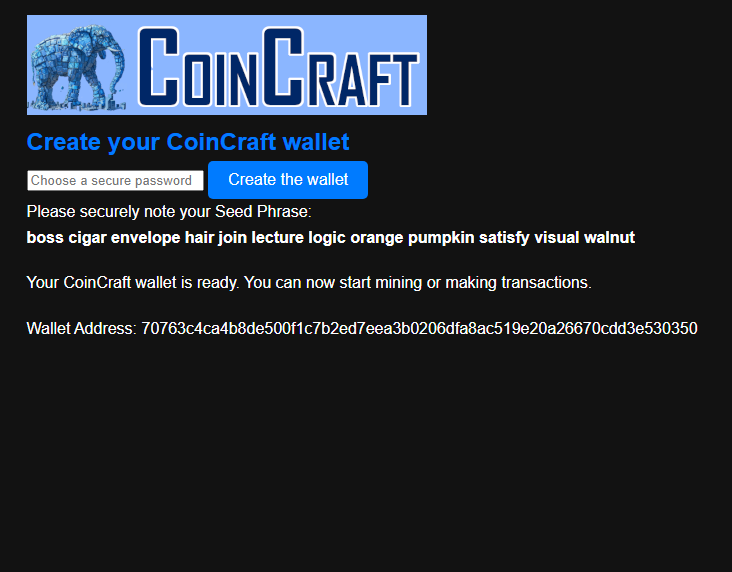 CoinCraft
Create your CoinCraft wallet
Choose a secure password
Create the wallet
Please securely note your Seed Phrase:
boss cigar envelope hair join lecture logic orange pumpkin satisfy visual walnut
Your CoinCraft wallet is ready. You can now start mining or making transactions.
Wallet Address: 70763c4ca4b8de500f1c7b2ed7eea3b0206dfa8ac519e20a26670cdd3e530350